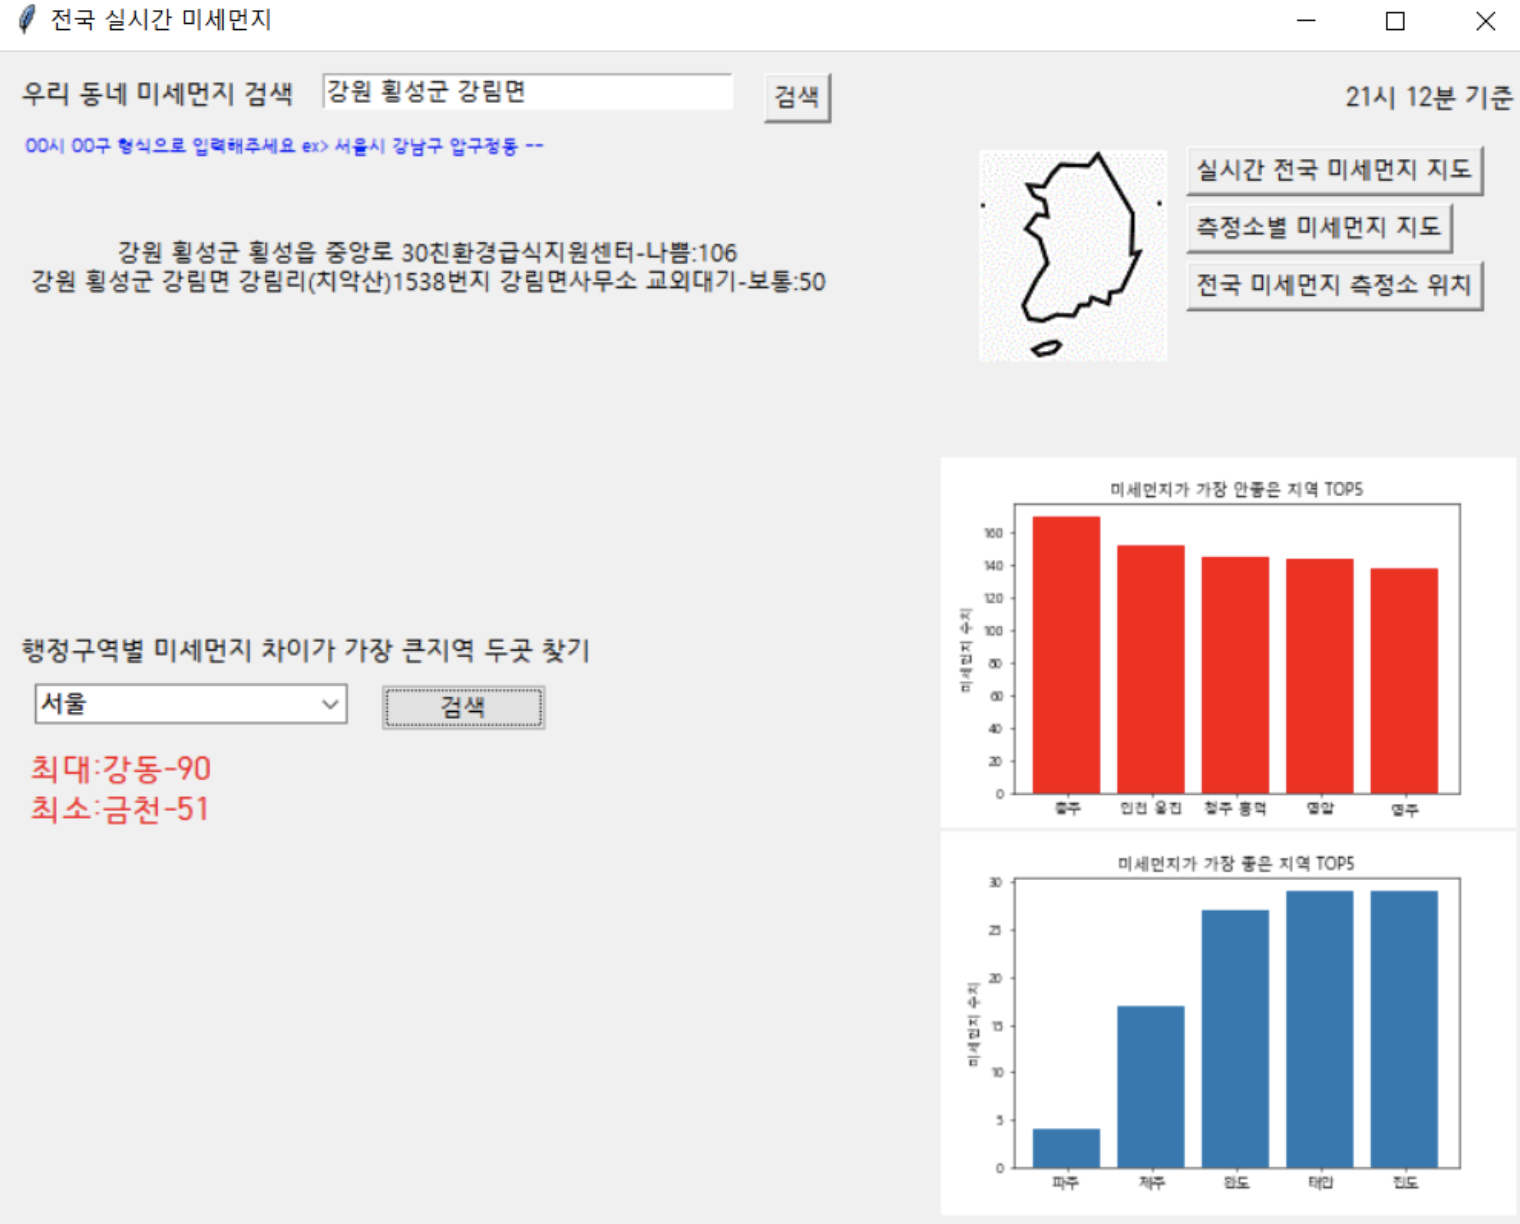 전국 실시간 미세먼지
우리 동네 미세먼지 검색
강원 횡성군 강림면
검색
21시 12분 기준
OO시 OO구 형식으로 입력해주세요 ex> 서울시 강남구 압구정동 --
실시간 전국 미세먼지 지도
측정소별 미세먼지 지도
전국 미세먼지 측정소 위치
강원 횡성군 횡성읍 중앙로 30친환경급식지원센터-나쁨:106
강원 횡성군 강림면 강림리(치악산)1538번지 강림면사무소 교외대기-보통:50
행정구역별 미세먼지 차이가 가장 큰지역 두곳 찾기
서울
검색
최대:강동-90
최소:금천-51
미세먼지가 가장 안좋은 지역 TOP5
미세먼지 수치
160
140
120
100
80
60
40
20
0
충주
인천 옹진
청주 흥덕
영암
미세먼지가 가장 좋은 지역 TOP5
미세먼지 수치
30
25
20
15
10
5
0
파주
제주
완도
태안
진도